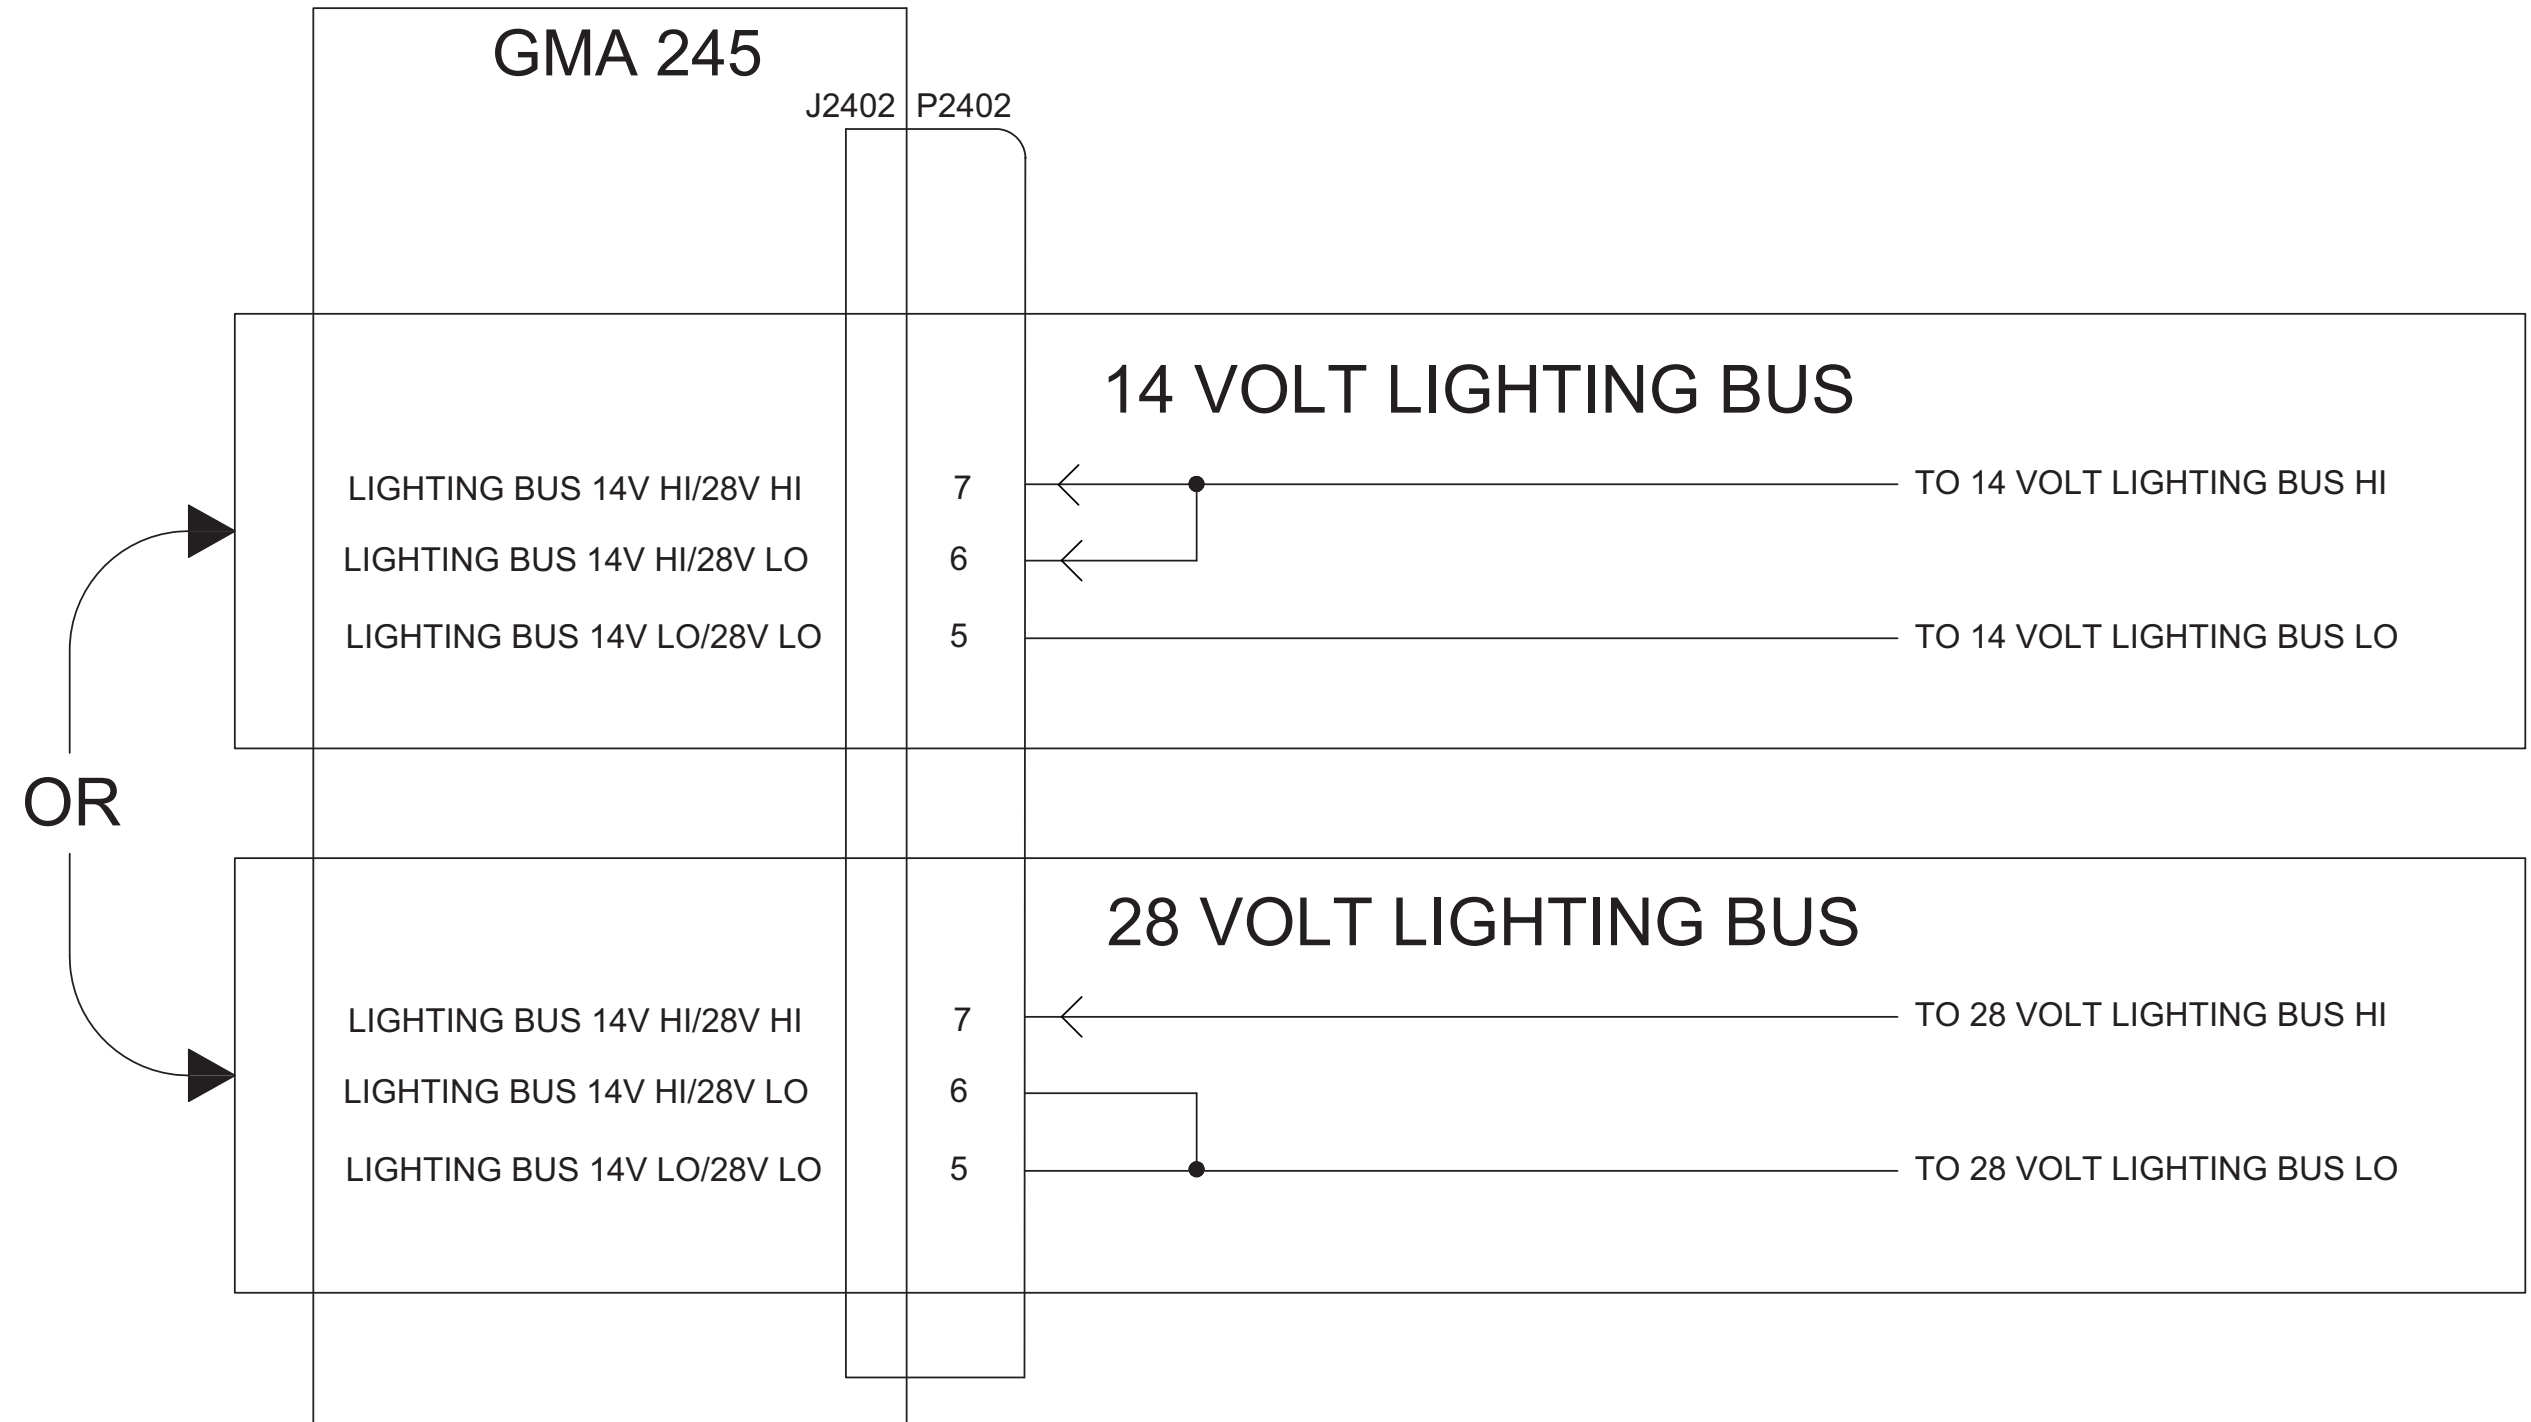 GMA 245
J2402 P2402
14 VOLT LIGHTING BUS
LIGHTING BUS 14V HI/28V HI 7 TO 14 VOLT LIGHTING BUS HI
LIGHTING BUS 14V HI/28V LO 6
LIGHTING BUS 14V LO/28V LO 5 TO 14 VOLT LIGHTING BUS LO
OR
28 VOLT LIGHTING BUS
LIGHTING BUS 14V HI/28V HI 7 TO 28 VOLT LIGHTING BUS HI
LIGHTING BUS 14V HI/28V LO 6
LIGHTING BUS 14V LO/28V LO 5 TO 28 VOLT LIGHTING BUS LO